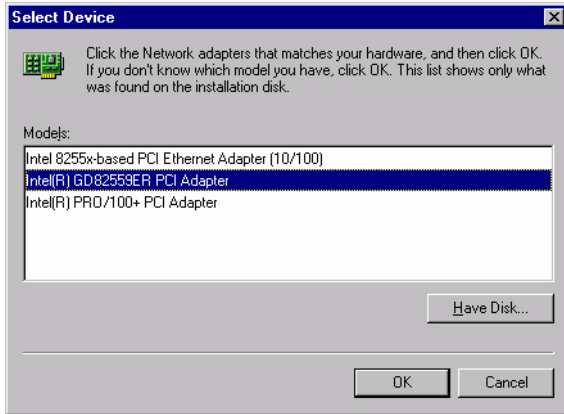 Select Device
Click the Network adapters that matches your hardware, and then click OK.
If you don't know which model you have, click OK. This list shows only what
was found on the installation disk.
Models:
Intel 8255x-based PCI Ethernet Adapter (10/100)
Intel(R) GD82559ER PCI Adapter
Intel(R) PRO/100+ PCI Adapter
Have Disk...
OK
Cancel